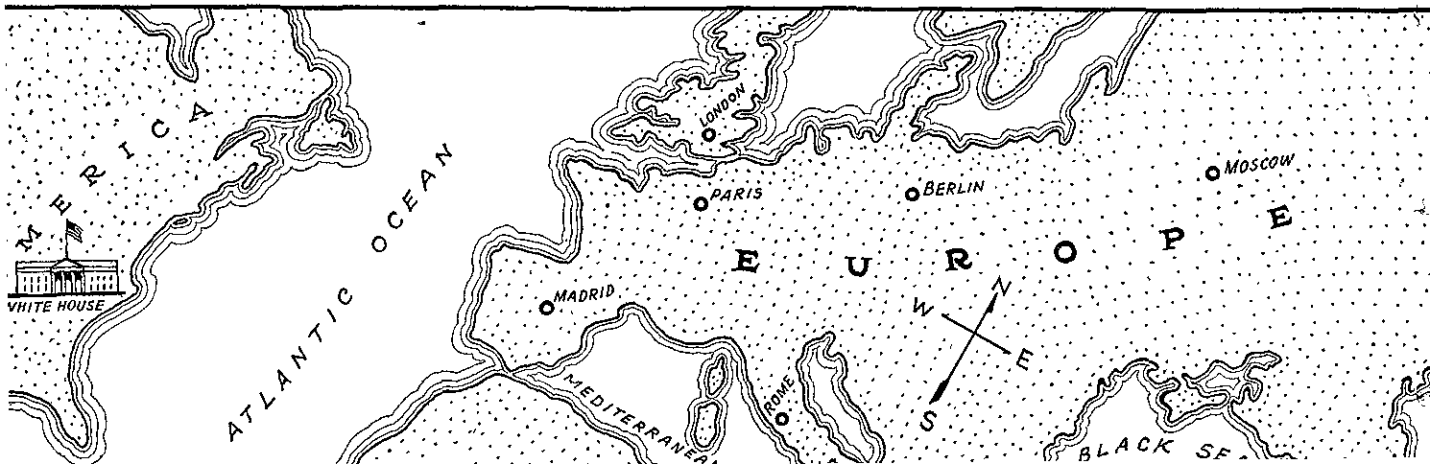 MERICA
WHITE HOUSE
ATLANTIC OCEAN
LONDON
PARIS
BERLIN
MOSCOW
MADRID
EUROPE
N
W
E
S
MEDITERRANEA
ROME
BLACK SE